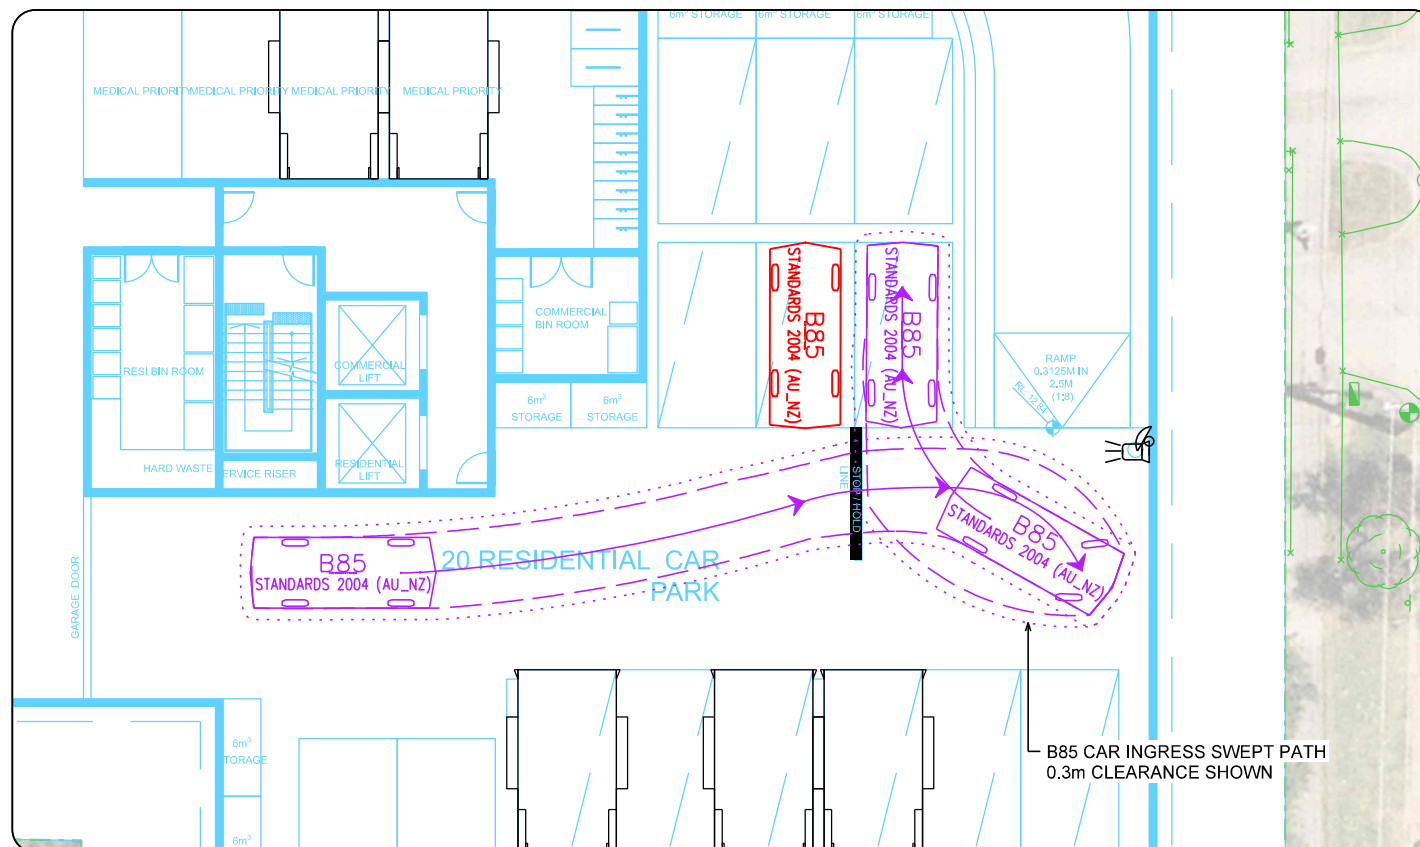 6m³ STORAGE
6m³ STORAGE
6m³ STORAGE
MEDICAL PRIORITY
MEDICAL PRIORITY
MEDICAL PRIORITY
MEDICAL PRIORITY
COMMERCIAL
BIN ROOM
RESI BIN ROOM
COMMERCIAL
LIFT
6m³
STORAGE
6m³
STORAGE
HARD WASTE
SERVICE RISER
RESIDENTIAL
LIFT
B85
STANDARDS 2004 (AU_NZ)
B85
STANDARDS 2004 (AU_NZ)
RAMP
0.3125M IN
2.5M
(1:8)
RL: 12.84
STOP / HOLD
LINE
B85
STANDARDS 2004 (AU_NZ)
B85
STANDARDS 2004 (AU_NZ)
20 RESIDENTIAL CAR
PARK
GARAGE DOOR
6m³
TORAGE
6m³
B85 CAR INGRESS SWEPT PATH
0.3m CLEARANCE SHOWN